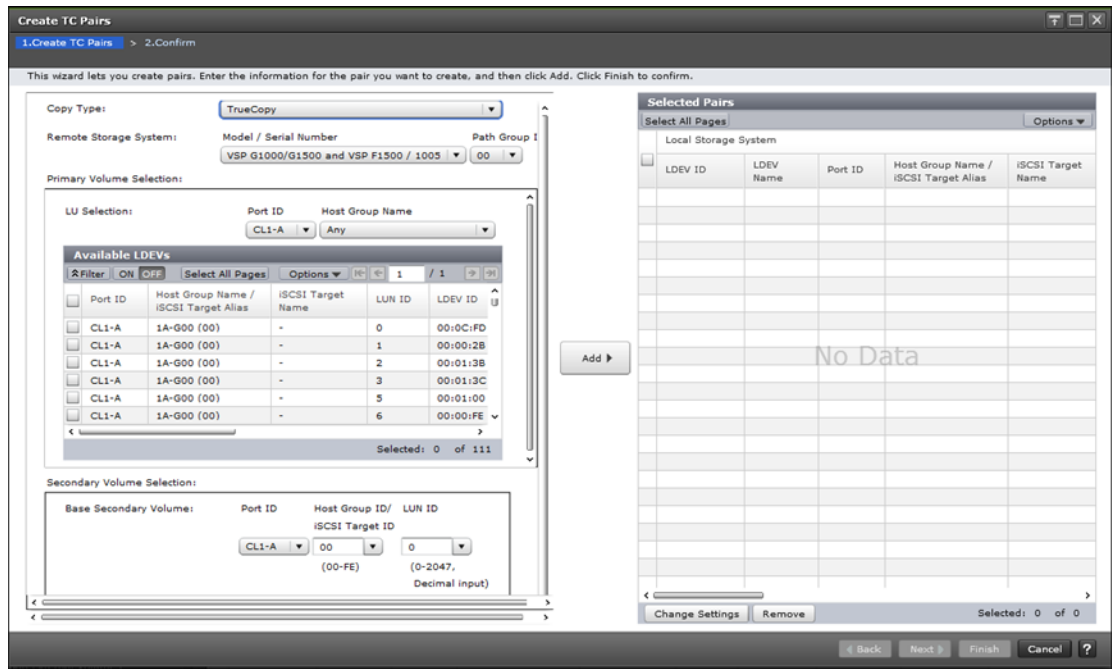 Create TC Pairs
1.Create TC Pairs > 2.Confirm
This wizard lets you create pairs. Enter the information for the pair you want to create, and then click Add. Click Finish to confirm.
Copy Type: TrueCopy
Remote Storage System: Model / Serial Number Path Group I
VSP G1000/G1500 and VSP F1500 / 1005 00
Primary Volume Selection:
LU Selection: Port ID Host Group Name
CL1-A Any
Available LDEVs
Filter ON OFF Select All Pages Options 1 / 1
Port ID Host Group Name / iSCSI Target LUN ID LDEV ID
iSCSI Target Alias Name
CL1-A 1A-G00 (00) - 0 00:0C:FD
CL1-A 1A-G00 (00) - 1 00:00:2B
CL1-A 1A-G00 (00) - 2 00:01:3B
CL1-A 1A-G00 (00) - 3 00:01:3C
CL1-A 1A-G00 (00) - 5 00:01:00
CL1-A 1A-G00 (00) - 6 00:00:FE
Selected: 0 of 111
Secondary Volume Selection:
Base Secondary Volume: Port ID Host Group ID/ LUN ID
iSCSI Target ID
CL1-A 00 0
(00-FE) (0-2047,
Decimal input)
Add
Selected Pairs
Select All Pages Options
Local Storage System
LDEV ID LDEV Port ID Host Group Name / iSCSI Target
Name iSCSI Target Alias Name
No Data
Change Settings Remove Selected: 0 of 0
Back Next Finish Cancel ?